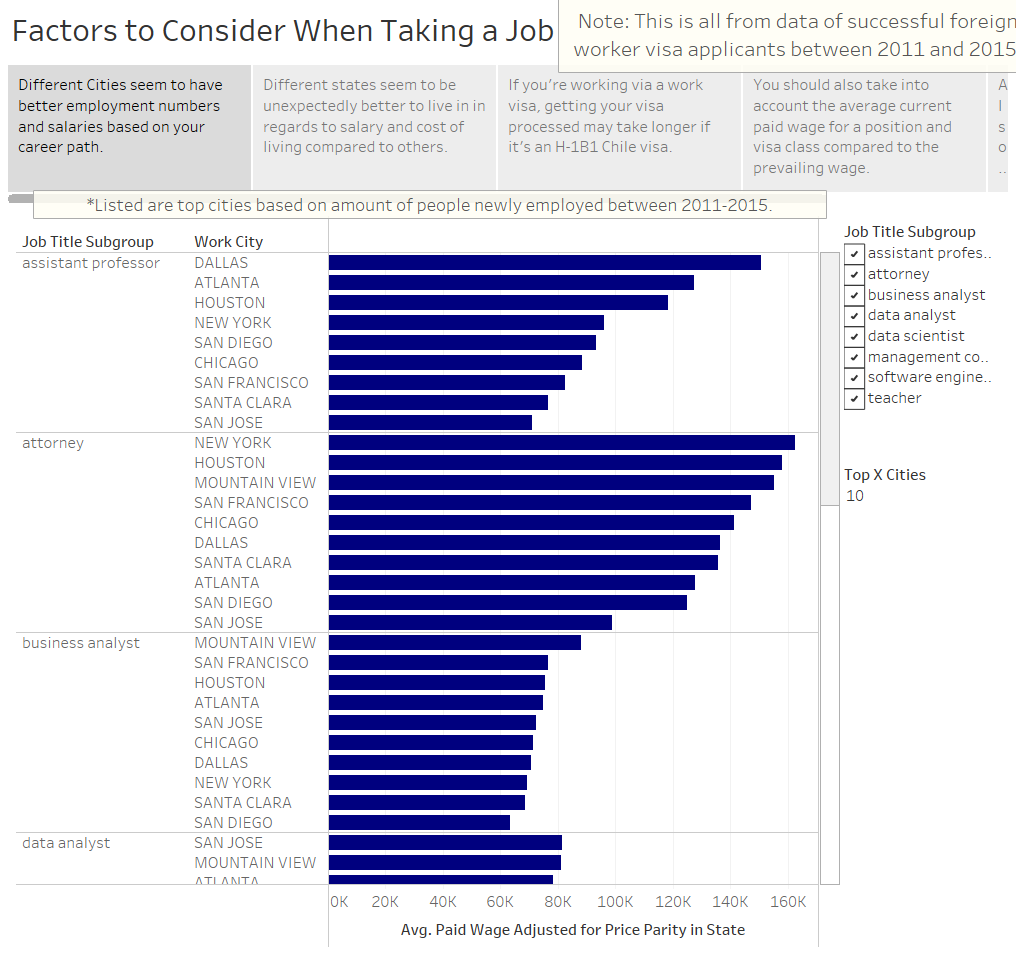 Factors to Consider When Taking a Job
Note: This is all from data of successful foreign
worker visa applicants between 2011 and 2015
Different Cities seem to have
better employment numbers
and salaries based on your
career path.
Different states seem to be
unexpectedly better to live in in
regards to salary and cost of
living compared to others.
If you're working via a work
visa, getting your visa
processed may take longer if
it's an H-1B1 Chile visa.
You should also take into
account the average current
paid wage for a position and
visa class compared to the
prevailing wage.
A
l
s
o
..
*Listed are top cities based on amount of people newly employed between 2011-2015.
Job Title Subgroup Work City
assistant professor DALLAS
ATLANTA
HOUSTON
NEW YORK
SAN DIEGO
CHICAGO
SAN FRANCISCO
SANTA CLARA
SAN JOSE
attorney NEW YORK
HOUSTON
MOUNTAIN VIEW
SAN FRANCISCO
CHICAGO
DALLAS
SANTA CLARA
ATLANTA
SAN DIEGO
SAN JOSE
business analyst MOUNTAIN VIEW
SAN FRANCISCO
HOUSTON
ATLANTA
SAN JOSE
CHICAGO
DALLAS
NEW YORK
SANTA CLARA
SAN DIEGO
data analyst SAN JOSE
MOUNTAIN VIEW
ATLANTA
0K 20K 40K 60K 80K 100K 120K 140K 160K
Avg. Paid Wage Adjusted for Price Parity in State
Job Title Subgroup
assistant profes..
attorney
business analyst
data analyst
data scientist
management co..
software engine..
teacher
Top X Cities
10